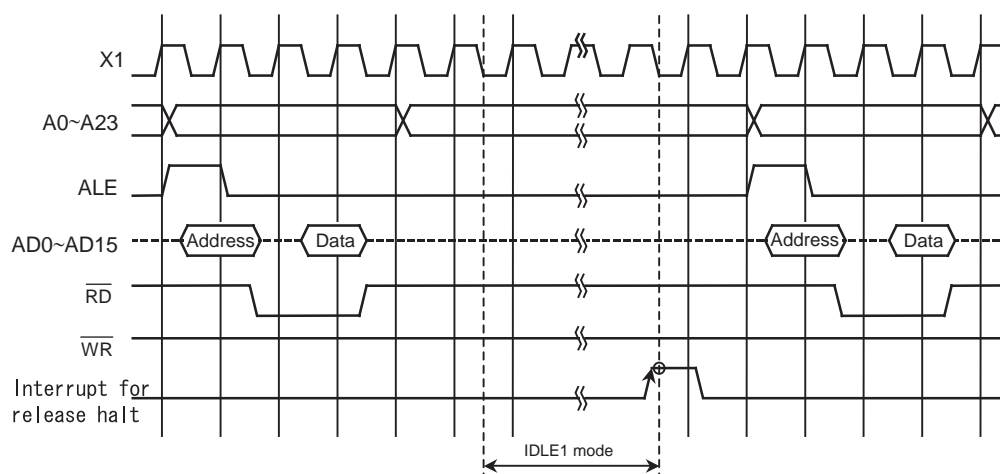 X1
A0~A23
ALE
AD0~AD15
Address
Data
Address
Data
RD
WR
Interrupt for
release halt
IDLE1 mode